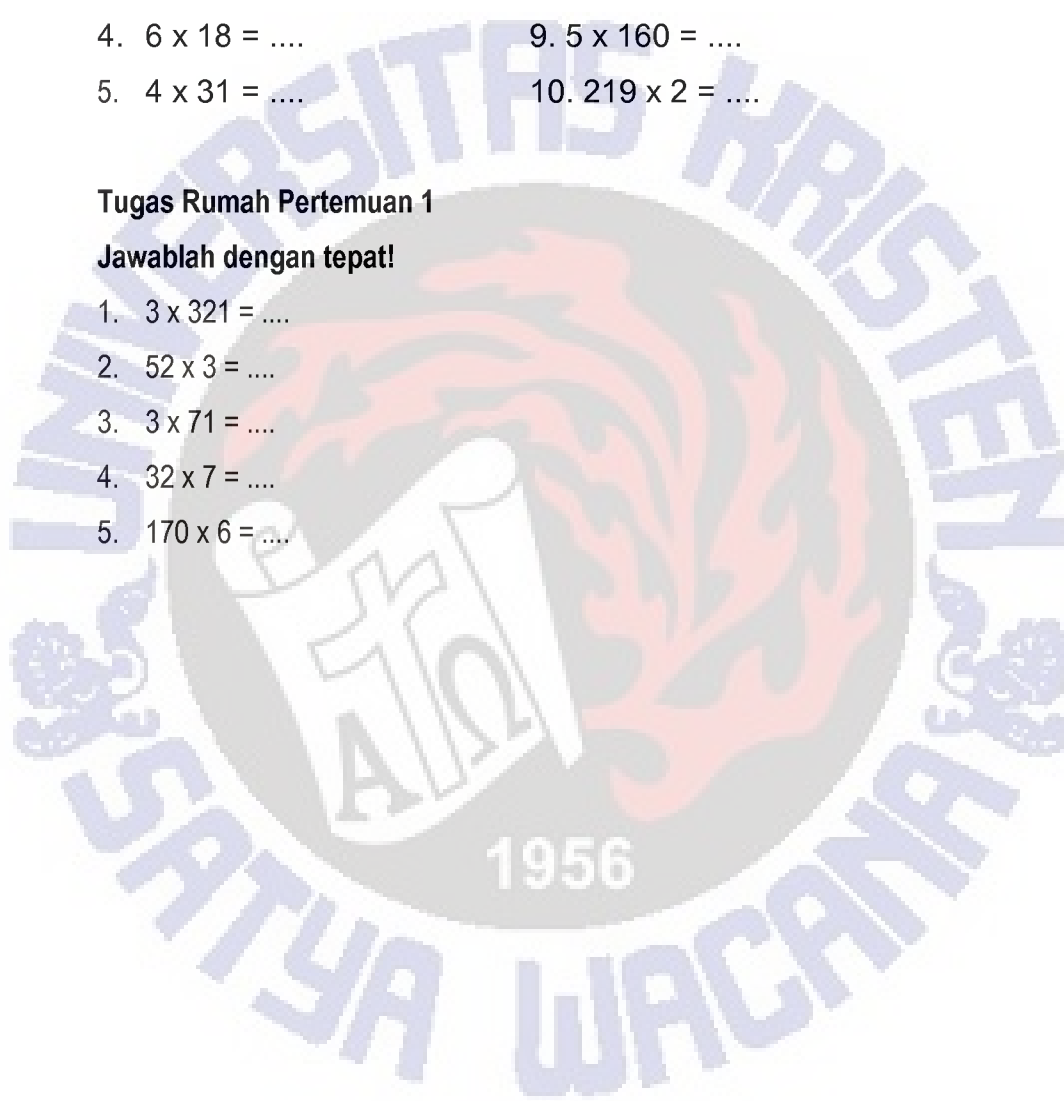 4. 6 x 18 = ....
9. 5 x 160 = ....
5. 4 x 31 = ....
10. 219 x 2 = ....
Tugas Rumah Pertemuan 1
Jawablah dengan tepat!
1. 3 x 321 = ....
2. 52 x 3 = ....
3. 3 x 71 = ....
4. 32 x 7 = ....
5. 170 x 6 = ....
UNIVERSITAS KRISTEN
SATYA WACANA
Α Ω
1956